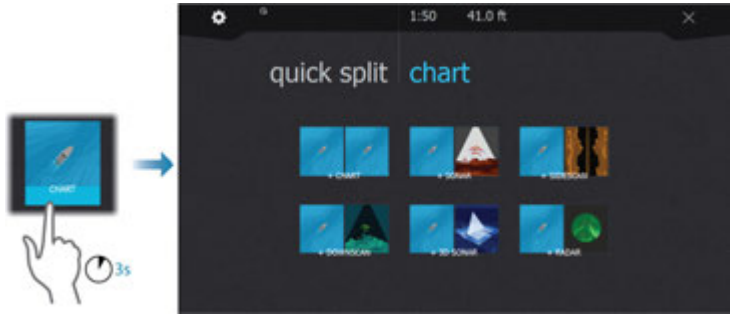 1:50 41.0 ft
quick split chart
CHART
+ CHART + SONAR + SIDESCAN
+ DOWNSCAN + 3D SONAR + RADAR
3s